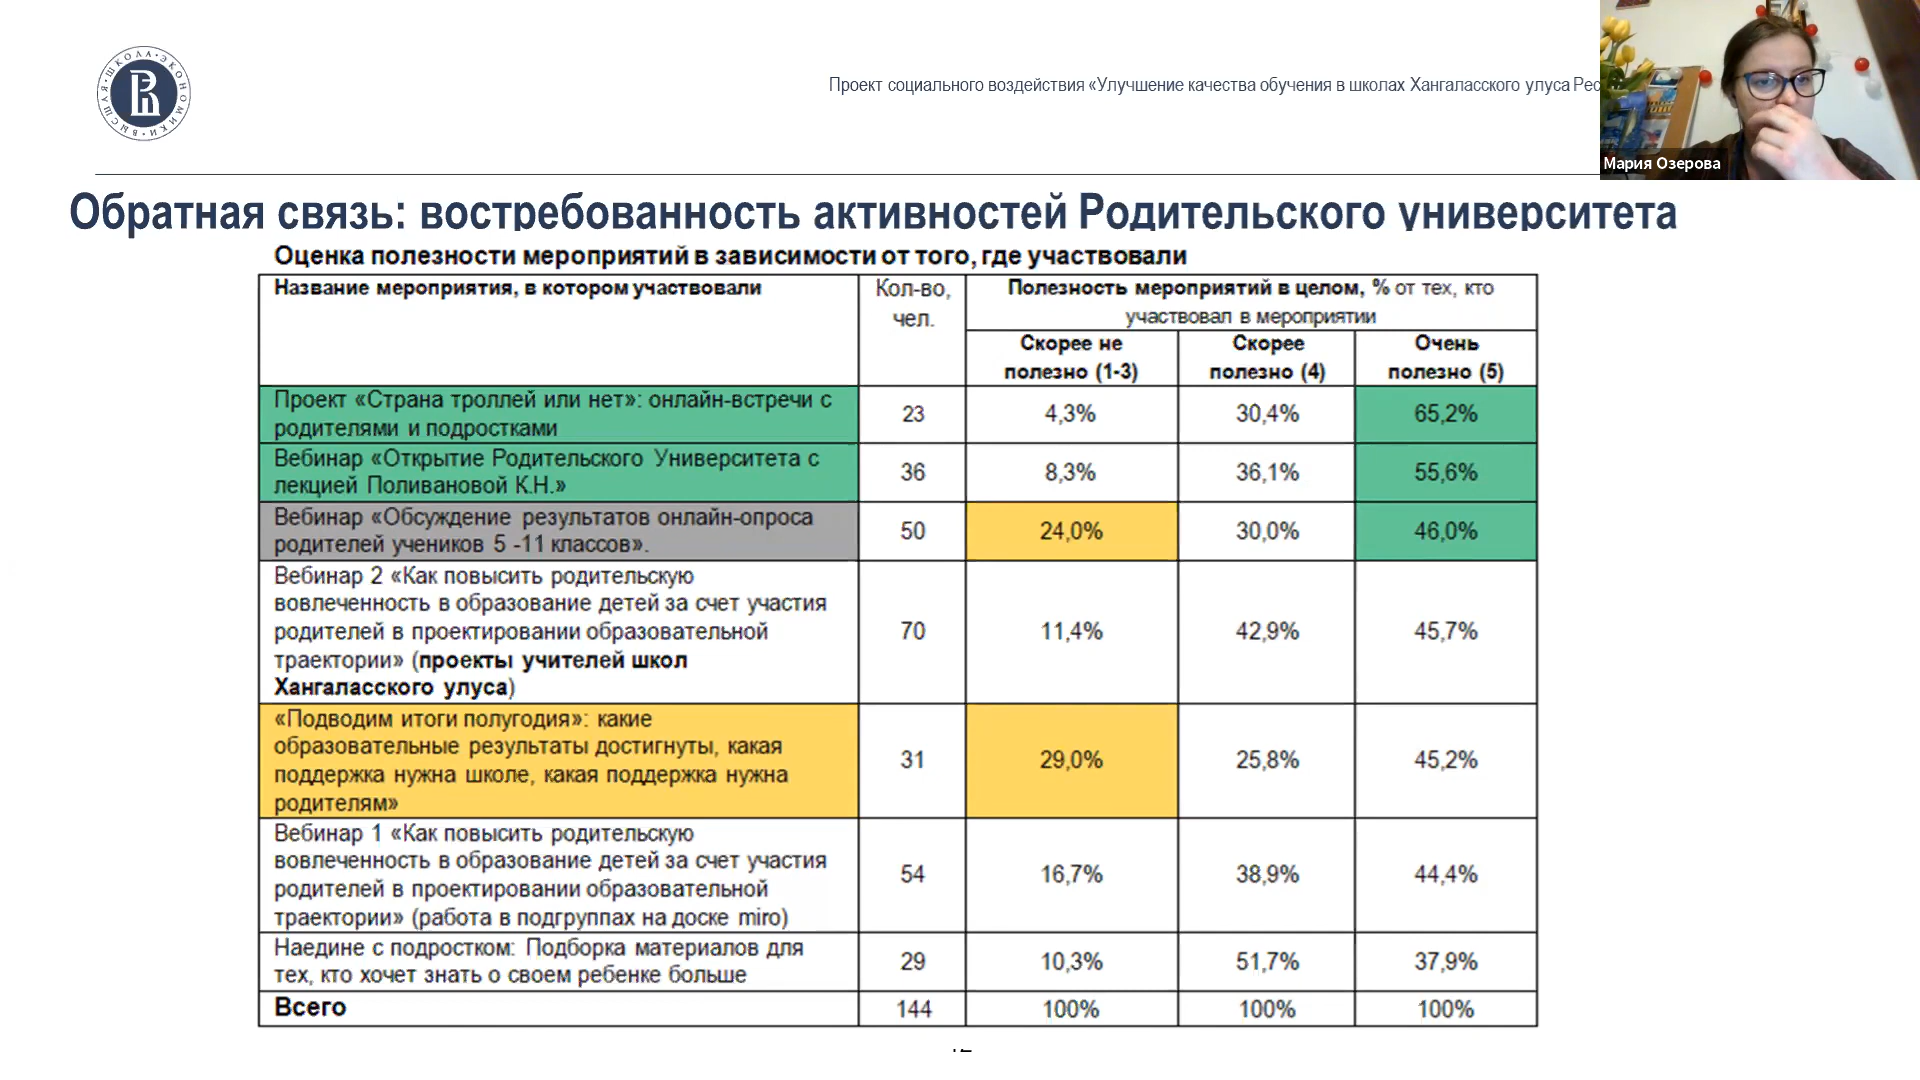 ВЫСШАЯ ШКОЛА ЭКОНОМИКИ
Проект социального воздействия «Улучшение качества обучения в школах Хангаласского улуса
Мария Озерова
Обратная связь: востребованность активностей Родительского университета
Оценка полезности мероприятий в зависимости от того, где участвовали
Название мероприятия, в котором участвовали
Кол-во,
чел.
Полезность мероприятий в целом, % от тех, кто
участвовал в мероприятии
Скорее не
полезно (1-3)
Скорее
полезно (4)
Очень
полезно (5)
Проект «Страна троллей или нет»: онлайн-встречи с
родителями и подростками
23
4,3%
30,4%
65,2%
Вебинар «Открытие Родительского Университета с
лекцией Поливановой К.Н.»
36
8,3%
36,1%
55,6%
Вебинар «Обсуждение результатов онлайн-опроса
родителей учеников 5 -11 классов».
50
24,0%
30,0%
46,0%
Вебинар 2 «Как повысить родительскую
вовлеченность в образование детей за счет участия
родителей в проектировании образовательной
траектории» (проекты учителей школ
Хангаласского улуса)
70
11,4%
42,9%
45,7%
«Подводим итоги полугодия»: какие
образовательные результаты достигнуты, какая
поддержка нужна школе, какая поддержка нужна
родителям»
31
29,0%
25,8%
45,2%
Вебинар 1 «Как повысить родительскую
вовлеченность в образование детей за счет участия
родителей в проектировании образовательной
траектории» (работа в подгруппах на доске miro)
54
16,7%
38,9%
44,4%
Наедине с подростком: Подборка материалов для
тех, кто хочет знать о своем ребенке больше
29
10,3%
51,7%
37,9%
Всего
144
100%
100%
100%